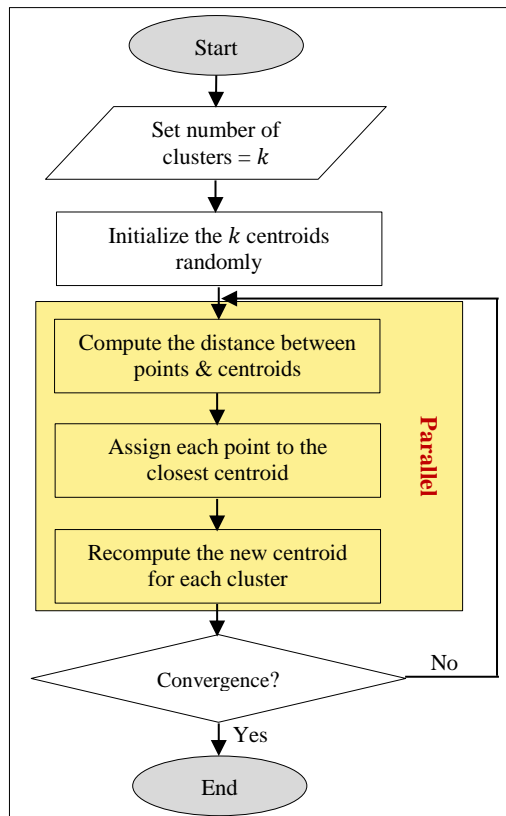 Start
Set number of
clusters = k
Initialize the k centroids
randomly
Compute the distance between
points & centroids
Assign each point to the
closest centroid
Recompute the new centroid
for each cluster
Parallel
Convergence?
No
Yes
End